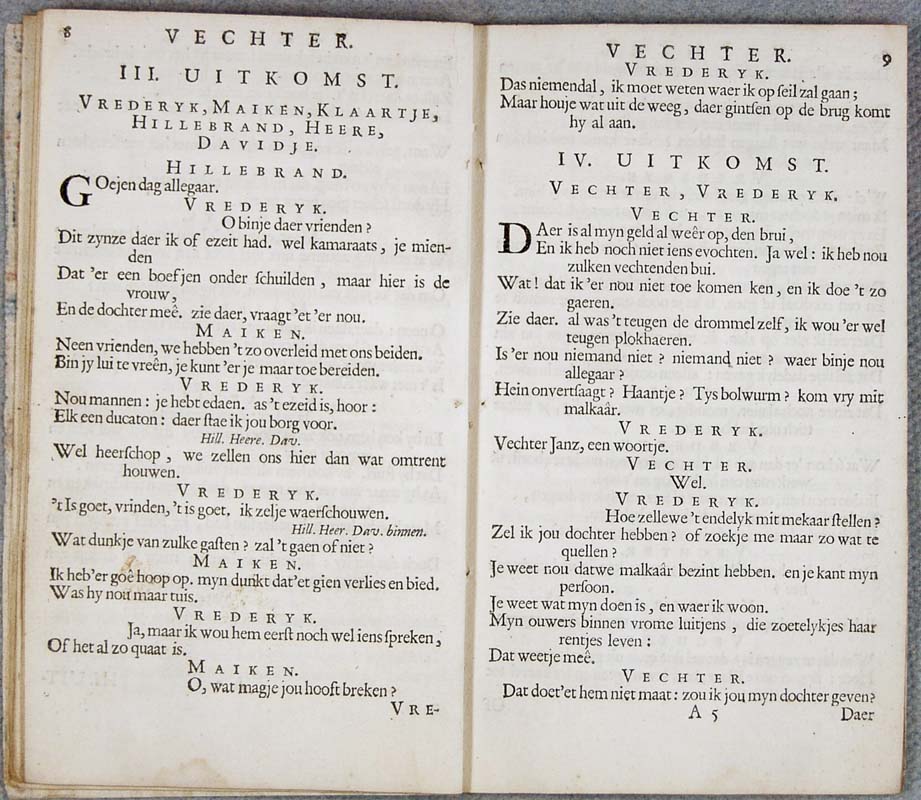 8
VECHTER.
III. UITKOMST.
VREDERYK, MAIKEN, KLAARTJE,
HILLEBRAND, HEERE,
DAVIDJE.
HILLEBRAND.
GOejen dag allegaar.
VREDERYK.
O binje daer vrienden ?
Dit zynze daer ik of ezeit had. wel kamaraats, je mien-
den
Dat 'er een boefjen onder ſchuilden, maar hier is de
vrouw,
En de dochter meê. zie daer, vraagt 'et 'er nou.
MAIKEN.
Neen vrienden, we hebben 't zo overleid met ons beiden.
Bin jy lui te vreên, je kunt 'er je maar toe bereiden.
VREDERYK.
Nou mannen : je hebt edaen. as 't ezeid is, hoor :
Elk een ducaton : daer ſtae ik jou borg voor.
Hill. Heere. Dav.
Wel heerſchop, we zellen ons hier dan wat omtrent
houwen.
VREDERYK.
't Is goet, vrinden, 't is goet. ik zelje waerſchouwen.
Hill. Heer. Dav. binnen.
Wat dunkje van zulke gaſten ? zal 't gaen of niet ?
MAIKEN.
Ik heb'er goê hoop op. myn dunkt dat'et gien verlies en bied.
Was hy nou maar tuis.
VREDERYK.
Ja, maar ik wou hem eerſt noch wel iens ſpreken,
Of het al zo quaat is.
MAIKEN.
O, wat magje jou hooft breken ?
VRE-
VECHTER.
9
VREDERYK.
Das niemendal, ik moet weten waer ik op ſeil zal gaan ;
Maar houje wat uit de weeg, daer gintſen op de brug komt
hy al aan.
IV. UITKOMST.
VECHTER, VREDERYK.
VECHTER.
DAer is al myn geld al weêr op, den brui,
En ik heb noch niet iens evochten. Ja wel : ik heb nou
zulken vechtenden bui.
Wat ! dat ik 'er nou niet toe komen ken, en ik doe 't zo
gaeren.
Zie daer. al was 't teugen de drommel zelf, ik wou 'er wel
teugen plokhaeren.
Is 'er nou niemand niet ? niemand niet ? waer binje nou
allegaar ?
Hein onvertſaagt ? Haantje ? Tys bolwurm ? kom vry mit
malkaâr.
VREDERYK.
Vechter Janz, een woortje.
VECHTER.
Wel.
VREDERYK.
Hoe zellewe 't endelyk mit mekaar ſtellen ?
Zel ik jou dochter hebben ? of zoekje me maar zo wat te
quellen ?
Je weet nou datwe malkaâr bezint hebben. en je kant myn
perſoon.
Je weet wat myn doen is, en waer ik woon.
Myn ouwers binnen vrome luitjens, die zoetelykjes haar
rentjes leven :
Dat weetje meê.
VECHTER.
Dat doet'et hem niet maat : zou ik jou myn dochter geven ?
A 5
Daer